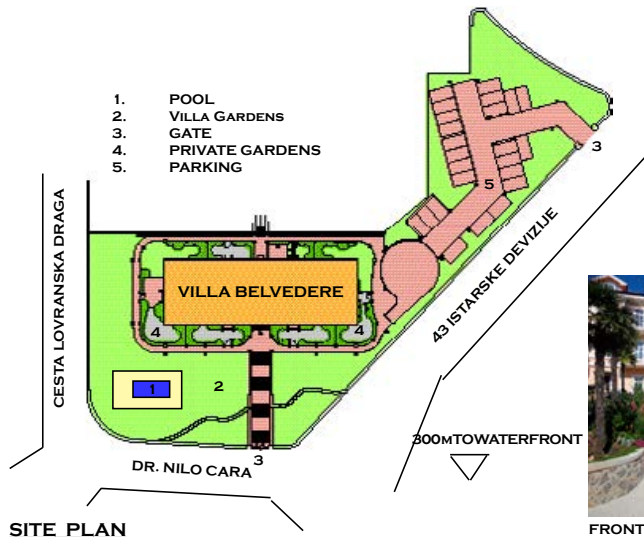 1. POOL
2. VILLA GARDENS
3. GATE
4. PRIVATE GARDENS
5. PARKING
3
5
CESTA LOVRANSKA DRAGA
43 ISTARSKE DEVIZIJE
VILLA BELVEDERE
4
4
1
2
300MTOWATERFRONT
3
DR. NILO CARA
SITE PLAN
FRONT